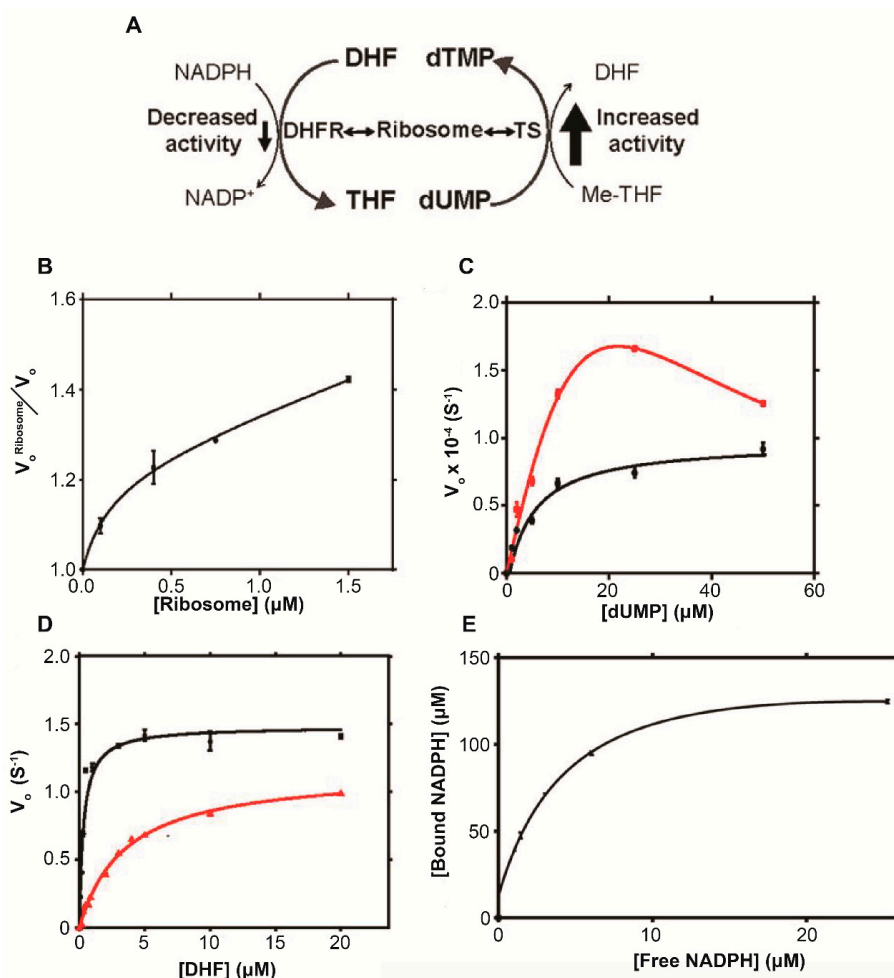 A
NADPH DHF dTMP DHF
Decreased activity DHFR Ribosome TS Increased activity
NADP⁺ THF dUMP Me-THF
B
1.6
1.4
1.2
1.0
V₀ Ribosome/V₀
0.0 0.5 1.0 1.5
[Ribosome] (µM)
C
2.0
1.5
1.0
0.5
0
V₀ x 10⁻⁴ (S⁻¹)
0 20 40 60
[dUMP] (µM)
D
2.0
1.5
1.0
0.5
0
V₀ (S⁻¹)
0 5 10 15 20
[DHF] (µM)
E
150
100
50
0
[Bound NADPH] (µM)
0 10 20
[Free NADPH] (µM)